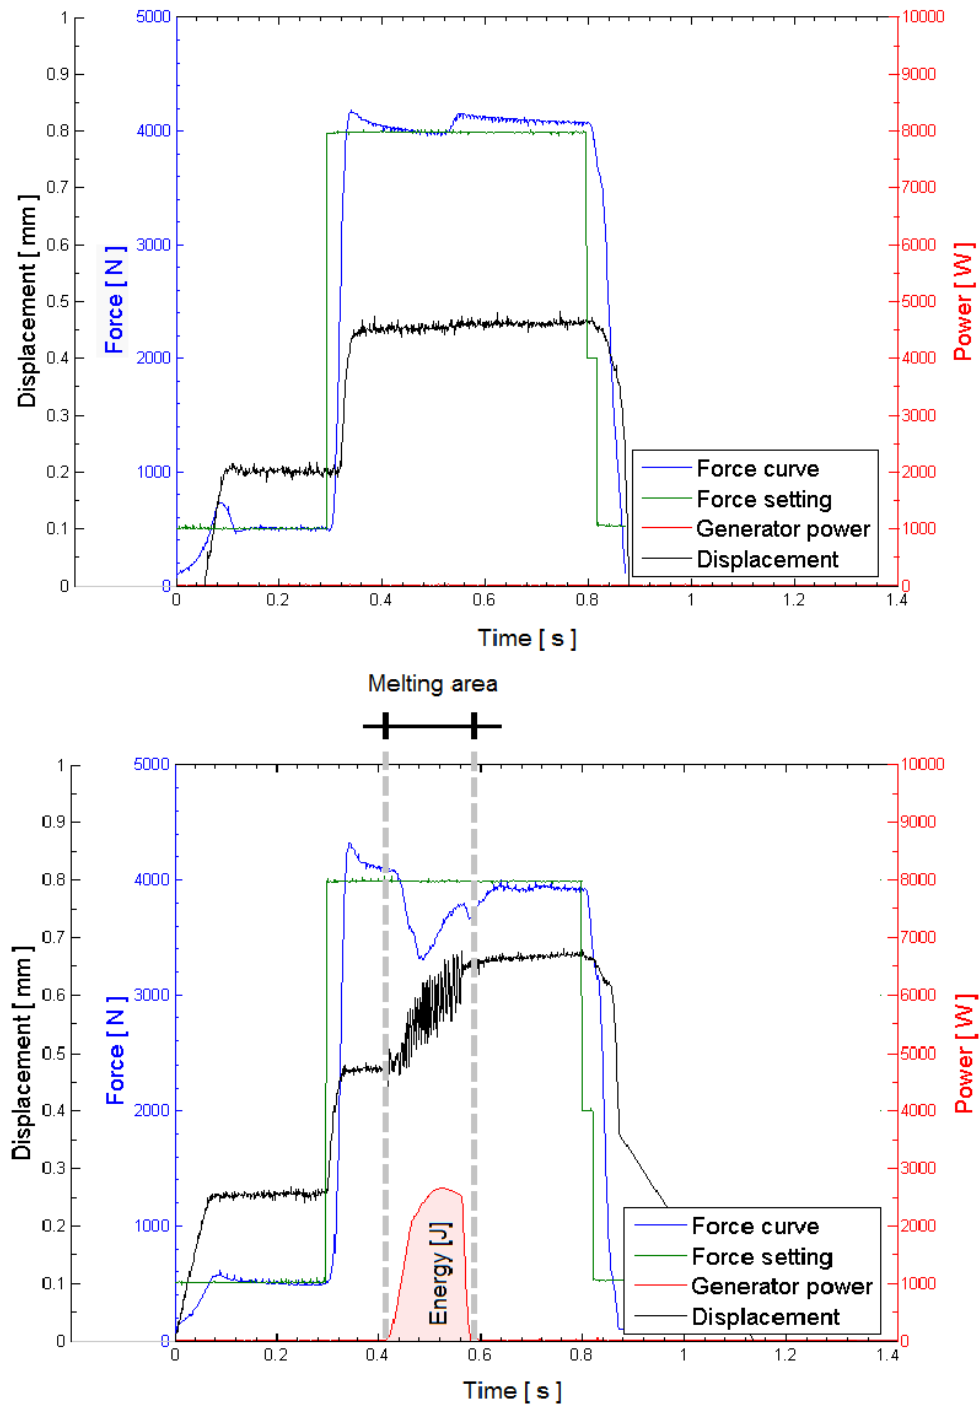 1
0.9
0.8
0.7
0.6
0.5
0.4
0.3
0.2
0.1
0
Displacement [ mm ]
5000
4000
3000
2000
1000
0
Force [ N ]
10000
9000
8000
7000
6000
5000
4000
3000
2000
1000
0
Power [ W ]
Force curve
Force setting
Generator power
Displacement
0 0.2 0.4 0.6 0.8 1 1.2 1.4
Time [ s ]
Melting area
1
0.9
0.8
0.7
0.6
0.5
0.4
0.3
0.2
0.1
0
Displacement [ mm ]
5000
4000
3000
2000
1000
0
Force [ N ]
10000
9000
8000
7000
6000
5000
4000
3000
2000
1000
0
Power [ W ]
Energy [J]
Force curve
Force setting
Generator power
Displacement
0 0.2 0.4 0.6 0.8 1 1.2 1.4
Time [ s ]